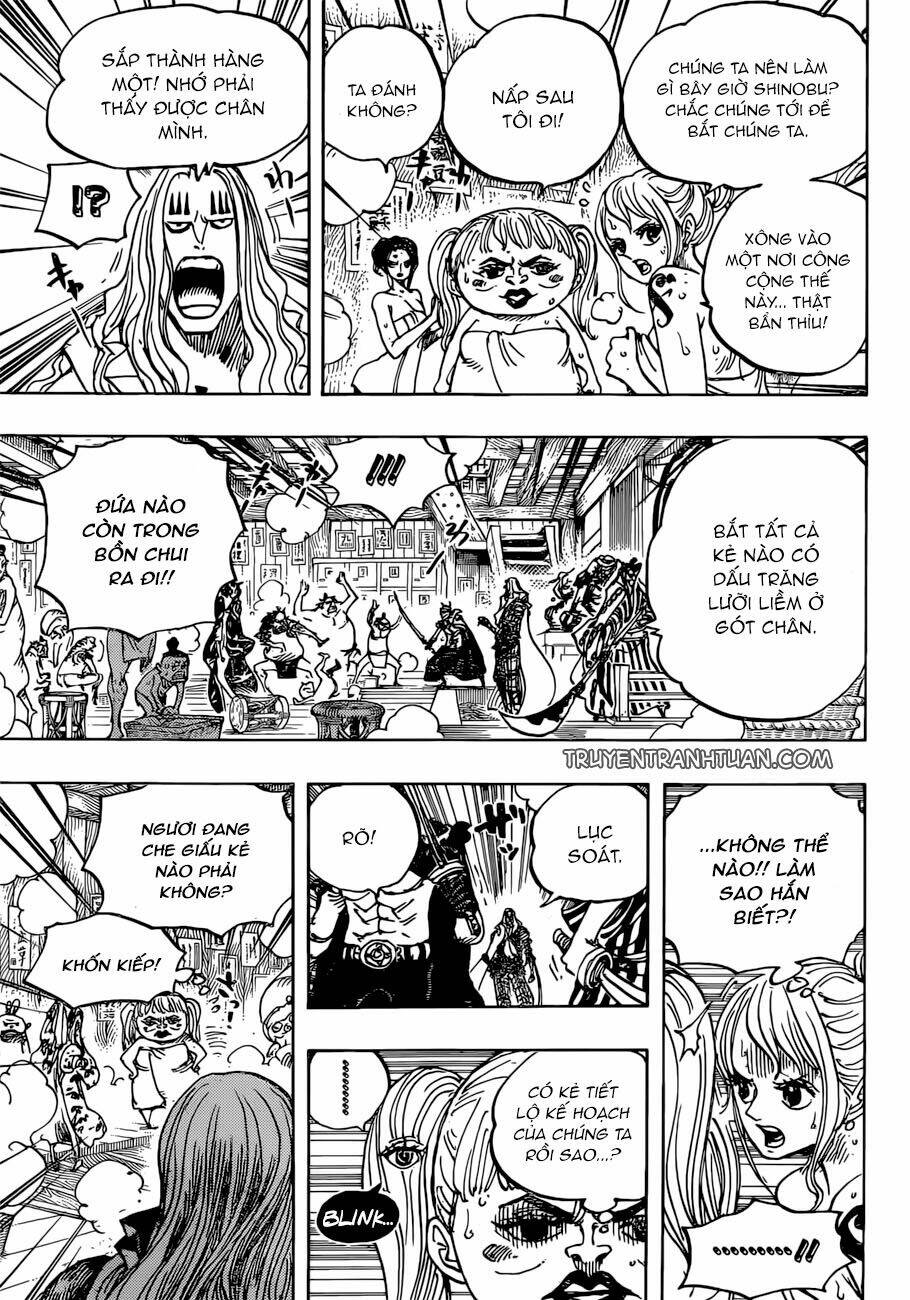 CHÚNG TA NÊN LÀM
GÌ BÂY GIỜ SHINOBU?
CHẮC CHÚNG TỚI ĐỂ
BẮT CHÚNG TA.
XÔNG VÀO
MỘT NƠI CÔNG
CỘNG THẾ
NÀY... THẬT
BẨN THỈU!
NẤP SAU
TÔI ĐI!
TA ĐÁNH
KHÔNG?
SẮP THÀNH HÀNG
MỘT! NHỚ PHẢI
THẤY ĐƯỢC CHÂN
MÌNH.
!?
BẮT TẤT CẢ
KẺ NÀO CÓ
DẤU TRĂNG
LƯỠI LIỀM Ở
GÓT CHÂN.
!!!
ĐỨA NÀO
CÒN TRONG
BỒN CHUI
RA ĐI!!
TRUYENTRANHTUAN.COM
...KHÔNG THỂ
NÀO!! LÀM
SAO HẮN
BIẾT?!
..........!!
LỤC
SOÁT.
RÕ!
CÓ KẺ TIẾT
LỘ KẾ HOẠCH
CỦA CHÚNG TA
RỒI SAO...?
BLINK...
NGƯƠI ĐANG
CHE GIẤU KẺ
NÀO PHẢI
KHÔNG?
KHỐN KIẾP!